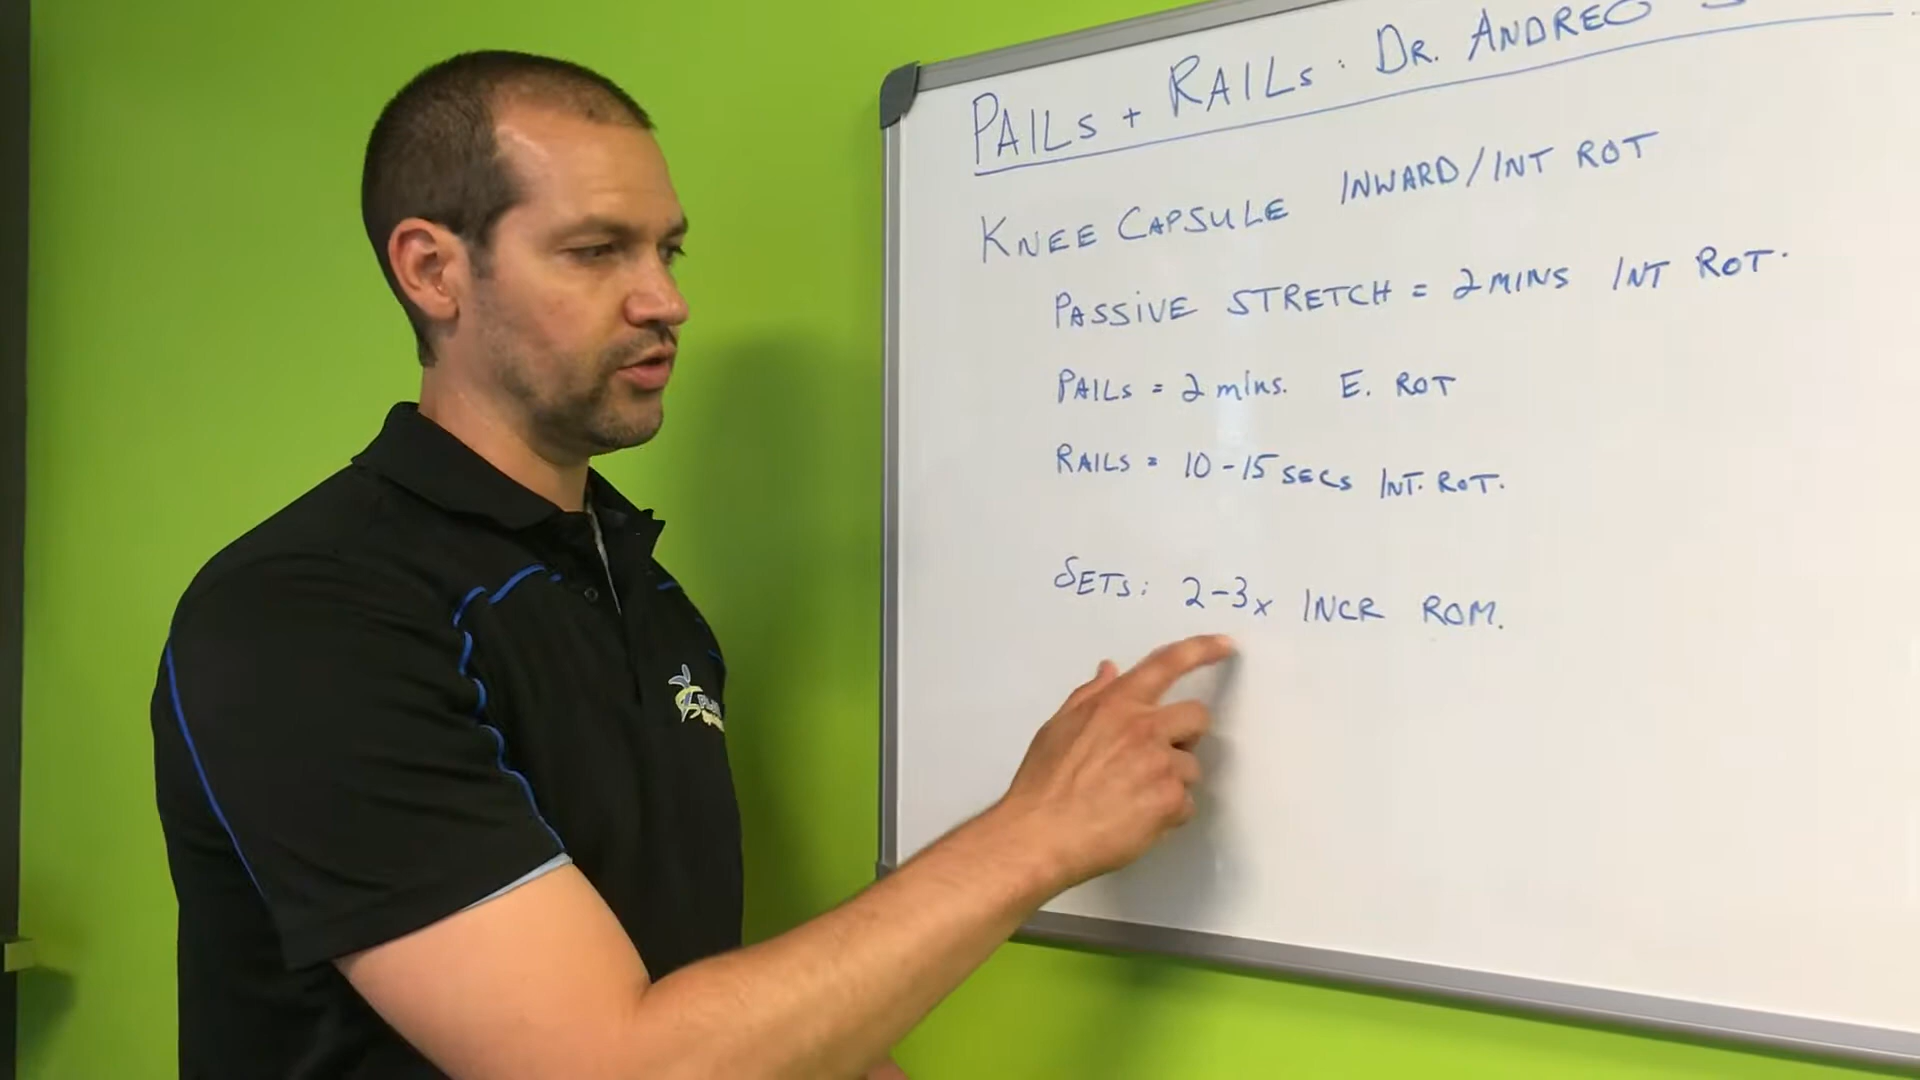 PAILs + RAILs: DR. ANDREO
KNEE CAPSULE INWARD/INT ROT
PASSIVE STRETCH = 2 MINS INT ROT.
PAILs = 2 mins. E. ROT
RAILS = 10-15 SECS INT. ROT.
SETS: 2-3x INCR ROM.